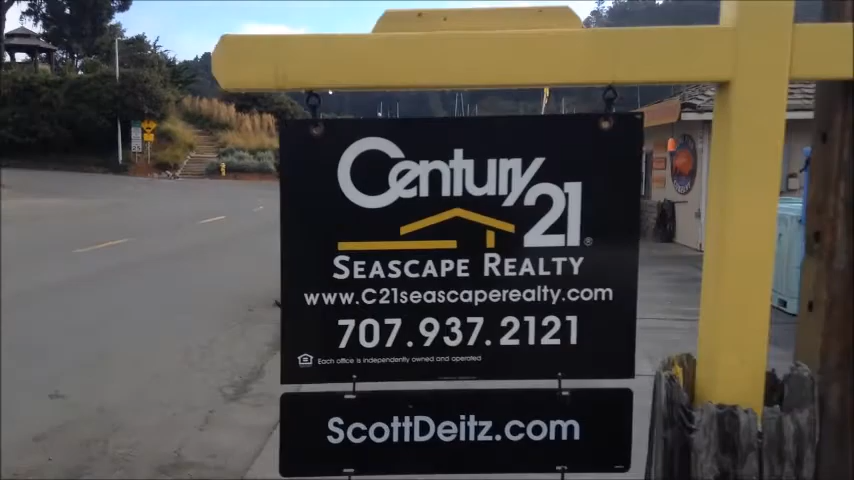 Century 21®
SEASCAPE REALTY
www.C21seascaperealty.com
707.937.2121
Each office is independently owned and operated
ScottDeitz.com